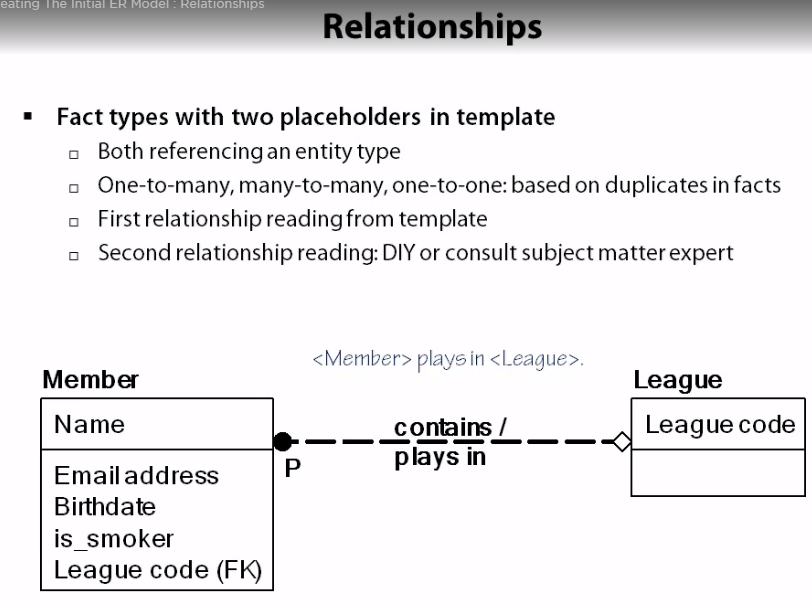 eating The Initial ER Model : Relationships
Relationships
Fact types with two placeholders in template
Both referencing an entity type
One-to-many, many-to-many, one-to-one: based on duplicates in facts
First relationship reading from template
Second relationship reading: DIY or consult subject matter expert
<Member> plays in <League>.
Member
League
Name
contains /
League code
plays in
P
Email address
Birthdate
is_smoker
League code (FK)